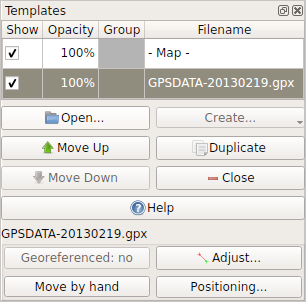 Templates
Show Opacity Group Filename
100% - Map -
100% GPSDATA-20130219.gpx
Open... Create...
Move Up Duplicate
Move Down Close
Help
GPSDATA-20130219.gpx
Georeferenced: no Adjust...
Move by hand Positioning...